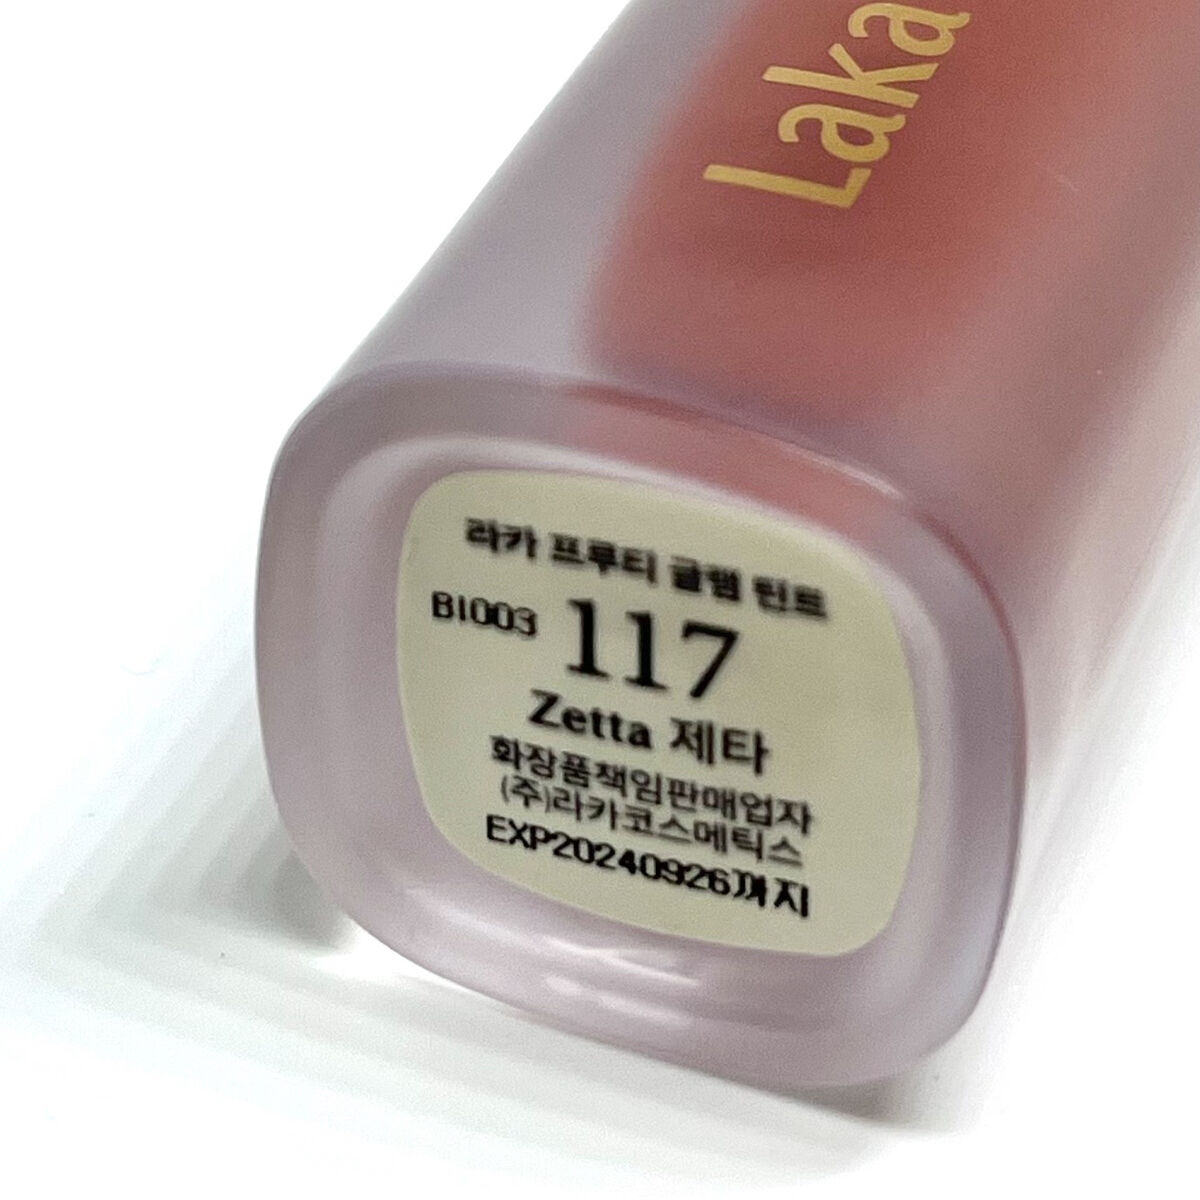 Laka
라카 프루티 글램 틴트
BI003 117
Zetta 제타
화장품책임판매업자
(주)라카코스메틱스
EXP20240926까지